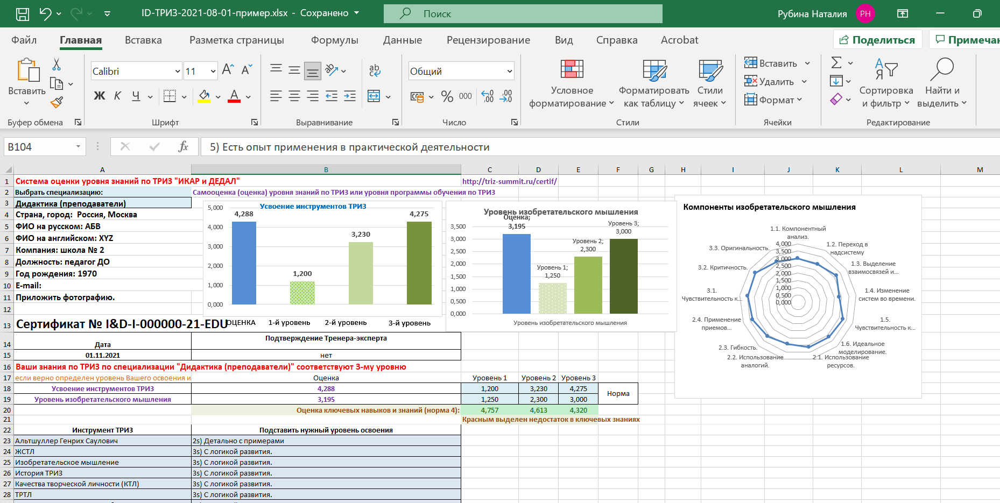 ID-ТРИЗ-2021-08-01-пример.xlsx - Сохранено
Поиск
Рубина Наталия
РН
Файл Главная Вставка Разметка страницы Формулы Данные Рецензирование Вид Справка Acrobat
Поделиться
Примечан
Вставить
Буфер обмена
Calibri 11
Ж К Ч
Шрифт
Выравнивание
Общий
% 000
Число
Условное форматирование
Форматировать как таблицу
Стили ячеек
Стили
Вставить
Удалить
Формат
Ячейки
Сортировка и фильтр
Найти и выделить
Редактирование
B104
fx
5) Есть опыт применения в практической деятельности
A B C D E F G H I J K L M
1 Система оценки уровня знаний по ТРИЗ "ИКАР и ДЕДАЛ" http://triz-summit.ru/certif/
2 Выбрать специализацию: Самооценка (оценка) уровня знаний по ТРИЗ или уровня программы обучения по ТРИЗ
3 Дидактика (преподаватели)
4 Страна, город: Россия, Москва
5 ФИО на русском: АБВ
6 ФИО на английском: XYZ
7 Компания: школа № 2
8 Должность: педагог ДО
9 Год рождения: 1970
10 E-mail:
11 Приложить фотографию.
12
13 Сертификат № I&D-I-000000-21-EDU
Усвоение инструментов ТРИЗ
5,000
4,000
3,000
2,000
1,000
0,000
4,288
1,200
3,230
4,275
ОЦЕНКА 1-й уровень 2-й уровень 3-й уровень
Уровень изобретательского мышления
3,500
3,000
2,500
2,000
1,500
1,000
0,500
0,000
Оценка; 3,195
Уровень 1; 1,250
Уровень 2; 2,300
Уровень 3; 3,000
Уровень изобретательского мышления
Компоненты изобретательского мышления
1.1. Компонентный анализ.
1.2. Переход в надсистему
1.3. Выделение взаимосвязей и...
1.4. Изменение систем во времени.
1.5. Чувствительность к...
1.6. Идеальное моделирование.
2.1. Использование ресурсов.
2.2. Использование аналогий.
2.3. Гибкость.
2.4. Применение приемов...
3.1. Чувствительность к...
3.2. Критичность.
3.3. Оригинальность.
4,000
3,500
3,000
2,500
2,000
1,500
1,000
0,500
0,000
14 Дата Подтверждение Тренера-эксперта
15 01.11.2021 нет
16 Ваши знания по ТРИЗ по специализации "Дидактика (преподаватели)" соответствуют 3-му уровню
17 если верно определен уровень Вашего освоения и Оценка Уровень 1 Уровень 2 Уровень 3
18 Усвоение инструментов ТРИЗ 4,288 1,200 3,230 4,275 Норма
19 Уровень изобретательского мышления 3,195 1,250 2,300 3,000
20 Оценка ключевых навыков и знаний (норма 4): 4,757 4,613 4,320
21 Красным выделен недостаток в ключевых знаниях
22 Инструмент ТРИЗ Подставить нужный уровень освоения
23 Альтшуллер Генрих Саулович 2s) Детально с примерами
24 ЖСТЛ 3s) С логикой развития.
25 Изобретательское мышление 3s) С логикой развития.
26 История ТРИЗ 3s) С логикой развития.
27 Качества творческой личности (КТЛ) 3s) С логикой развития.
28 ТРТЛ 3s) С логикой развития.